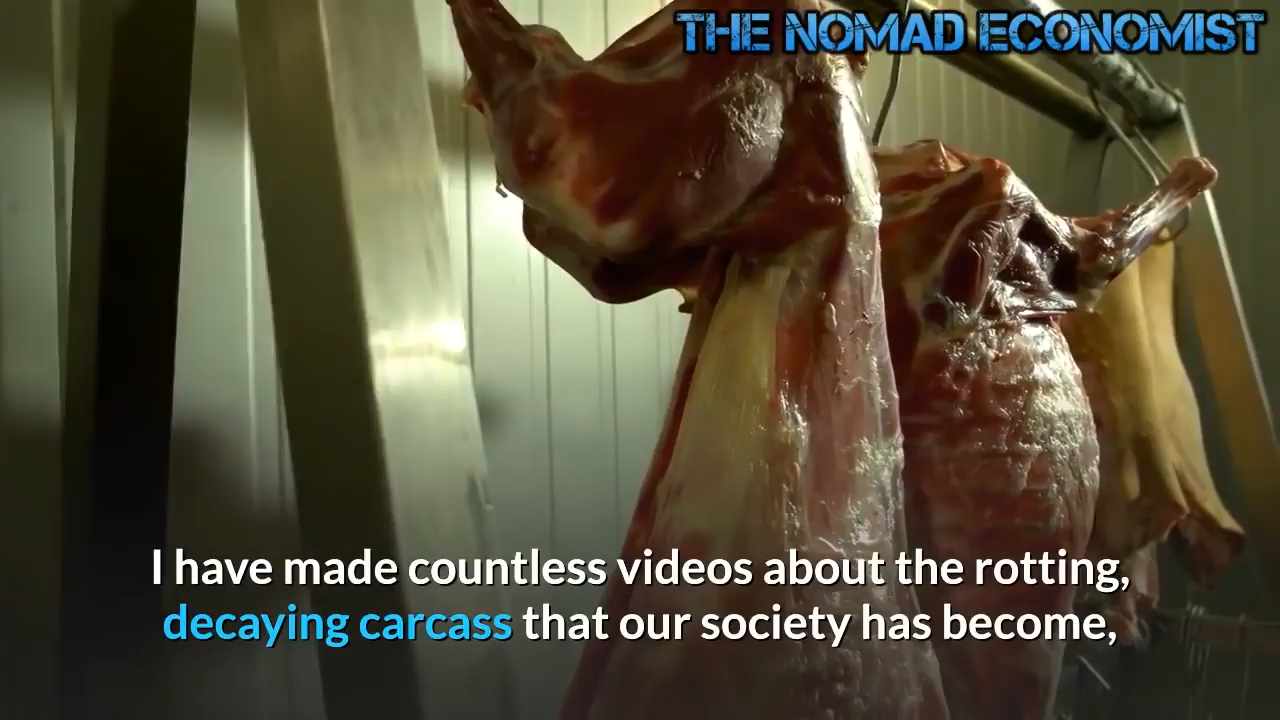 THE NOMAD ECONOMIST
I have made countless videos about the rotting,
decaying carcass that our society has become,